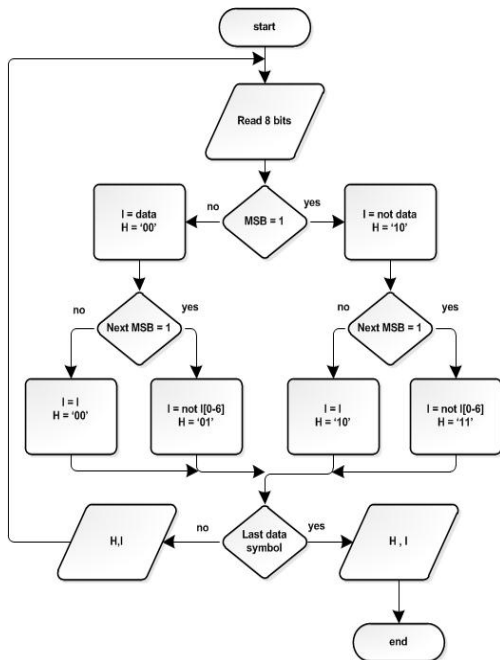 start
Read 8 bits
no
MSB = 1
yes
I = data
H = ‘00’
I = not data
H = ‘10’
no
Next MSB = 1
yes
no
Next MSB = 1
yes
I = I
H = ‘00’
I = not I[0-6]
H = ‘01’
I = I
H = ‘10’
I = not I[0-6]
H = ‘11’
H,I
no
Last data
symbol
yes
H , I
end